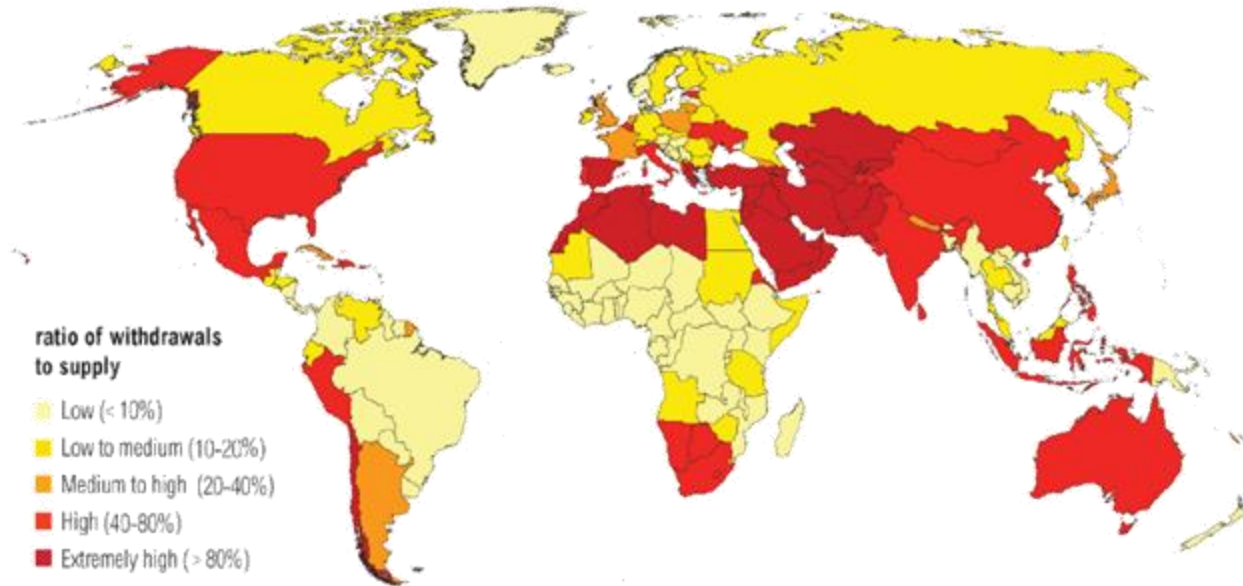 ratio of withdrawals
to supply
Low (< 10%)
Low to medium (10-20%)
Medium to high (20-40%)
High (40-80%)
Extremely high (> 80%)